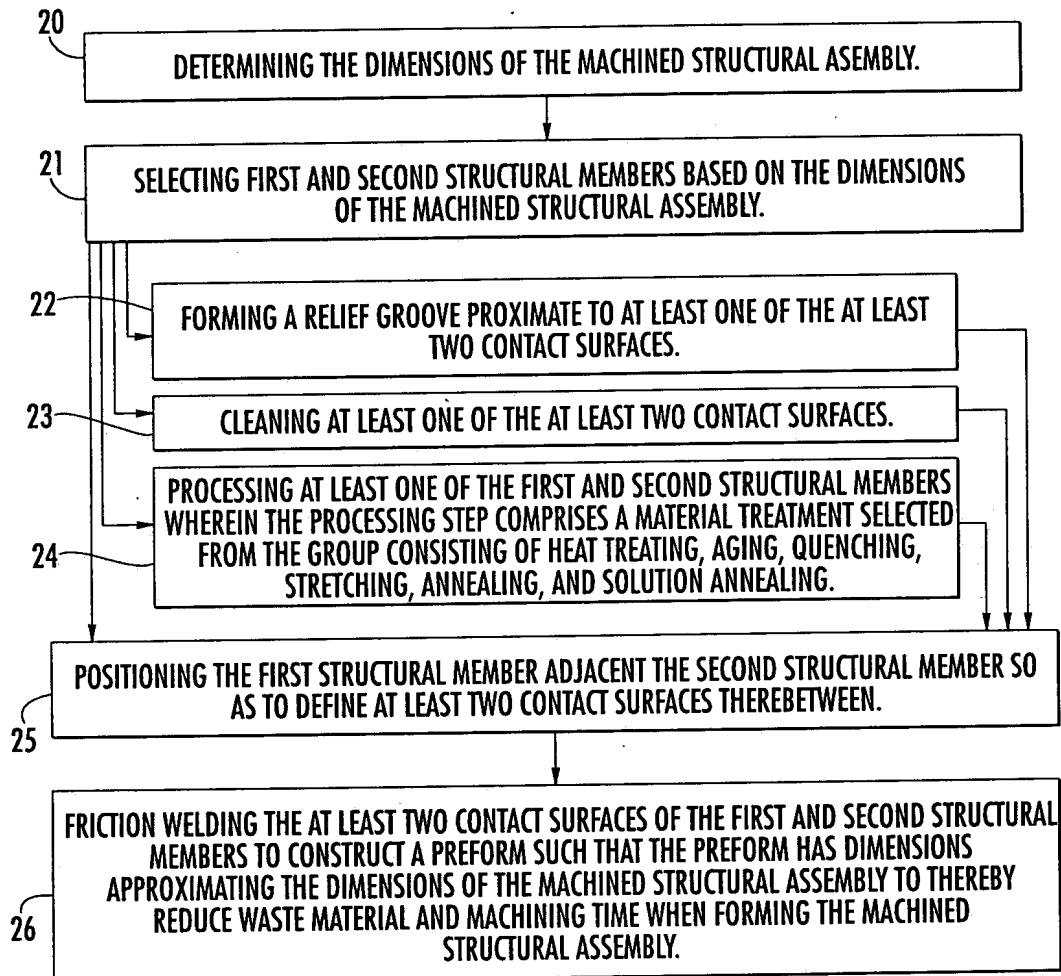 20
DETERMINING THE DIMENSIONS OF THE MACHINED STRUCTURAL ASEMBLY.
21
SELECTING FIRST AND SECOND STRUCTURAL MEMBERS BASED ON THE DIMENSIONS
OF THE MACHINED STRUCTURAL ASSEMBLY.
22
FORMING A RELIEF GROOVE PROXIMATE TO AT LEAST ONE OF THE AT LEAST
TWO CONTACT SURFACES.
23
CLEANING AT LEAST ONE OF THE AT LEAST TWO CONTACT SURFACES.
24
PROCESSING AT LEAST ONE OF THE FIRST AND SECOND STRUCTURAL MEMBERS
WHEREIN THE PROCESSING STEP COMPRISES A MATERIAL TREATMENT SELECTED
FROM THE GROUP CONSISTING OF HEAT TREATING, AGING, QUENCHING,
STRETCHING, ANNEALING, AND SOLUTION ANNEALING.
25
POSITIONING THE FIRST STRUCTURAL MEMBER ADJACENT THE SECOND STRUCTURAL MEMBER SO
AS TO DEFINE AT LEAST TWO CONTACT SURFACES THEREBETWEEN.
26
FRICTION WELDING THE AT LEAST TWO CONTACT SURFACES OF THE FIRST AND SECOND STRUCTURAL
MEMBERS TO CONSTRUCT A PREFORM SUCH THAT THE PREFORM HAS DIMENSIONS
APPROXIMATING THE DIMENSIONS OF THE MACHINED STRUCTURAL ASSEMBLY TO THEREBY
REDUCE WASTE MATERIAL AND MACHINING TIME WHEN FORMING THE MACHINED
STRUCTURAL ASSEMBLY.